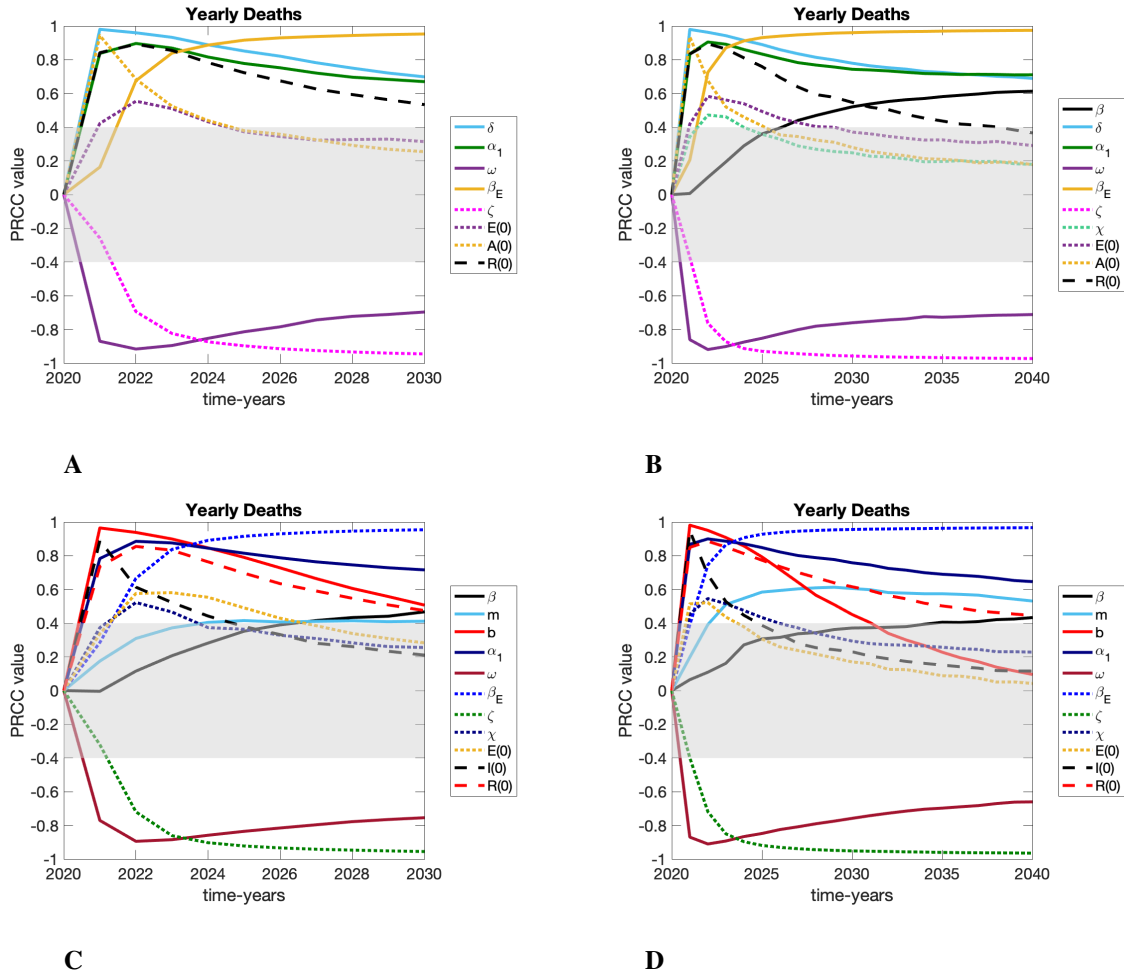 Yearly Deaths
PRCC value
1
0.8
0.6
0.4
0.2
0
-0.2
-0.4
-0.6
-0.8
-1
2020
2022
2024
2026
2028
2030
time-years
δ
α1
ω
βE
ζ
E(0)
A(0)
R(0)
A
Yearly Deaths
PRCC value
1
0.8
0.6
0.4
0.2
0
-0.2
-0.4
-0.6
-0.8
-1
2020
2025
2030
2035
2040
time-years
β
δ
α1
ω
βE
ζ
χ
E(0)
A(0)
R(0)
B
Yearly Deaths
PRCC value
1
0.8
0.6
0.4
0.2
0
-0.2
-0.4
-0.6
-0.8
-1
2020
2022
2024
2026
2028
2030
time-years
β
m
b
α1
ω
βE
ζ
χ
E(0)
I(0)
R(0)
C
Yearly Deaths
PRCC value
1
0.8
0.6
0.4
0.2
0
-0.2
-0.4
-0.6
-0.8
-1
2020
2025
2030
2035
2040
time-years
β
m
b
α1
ω
βE
ζ
χ
E(0)
I(0)
R(0)
D